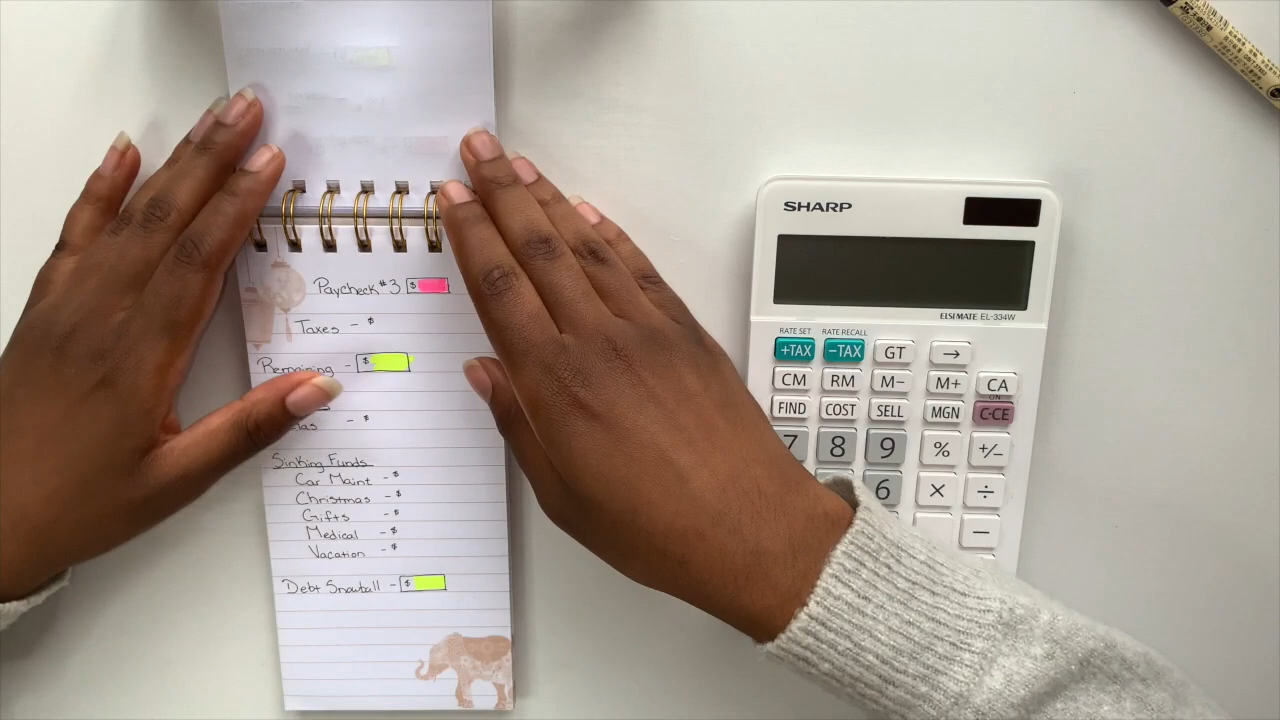 Paycheck #3 $
Taxes - $
Remaining - $
- $
Sinking Funds
Car Maint - $
Christmas - $
Gifts - $
Medical - $
Vacation - $
Debt Snowball - $
SHARP
ELSIMATE EL-334W
RATE SET RATE RECALL
+TAX -TAX GT →
CM RM M- M+ CA
ON
FIND COST SELL MGN C·CE
7 8 9 % +/-
6 × ÷
-